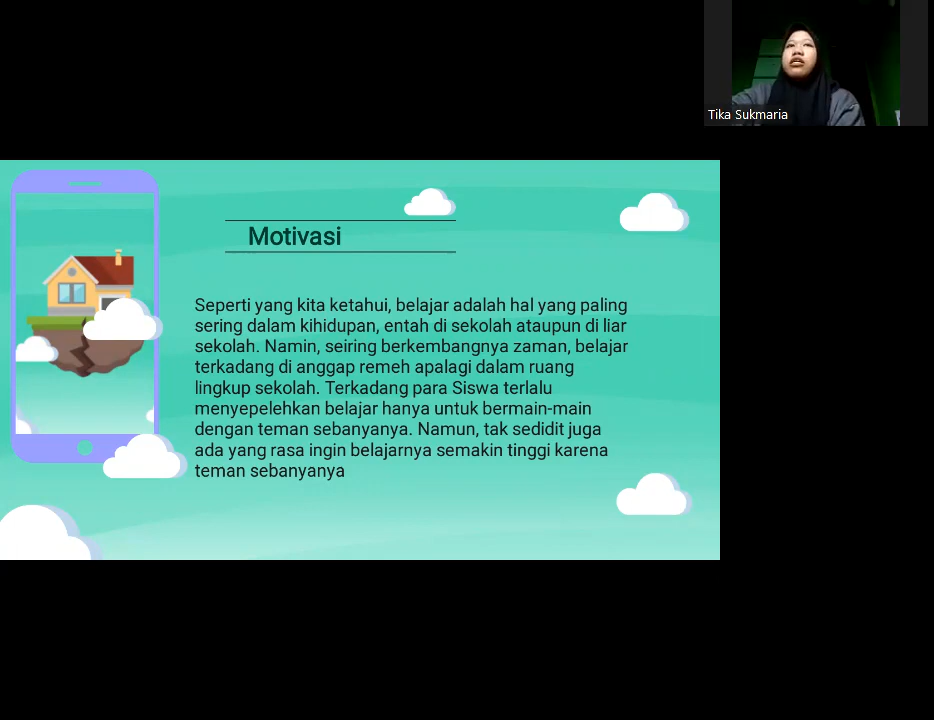 Tika Sukmaria
Motivasi
Seperti yang kita ketahui, belajar adalah hal yang paling
sering dalam kihidupan, entah di sekolah ataupun di liar
sekolah. Namin, seiring berkembangnya zaman, belajar
terkadang di anggap remeh apalagi dalam ruang
lingkup sekolah. Terkadang para Siswa terlalu
menyepelehkan belajar hanya untuk bermain-main
dengan teman sebanyanya. Namun, tak sedidit juga
ada yang rasa ingin belajarnya semakin tinggi karena
teman sebanyanya